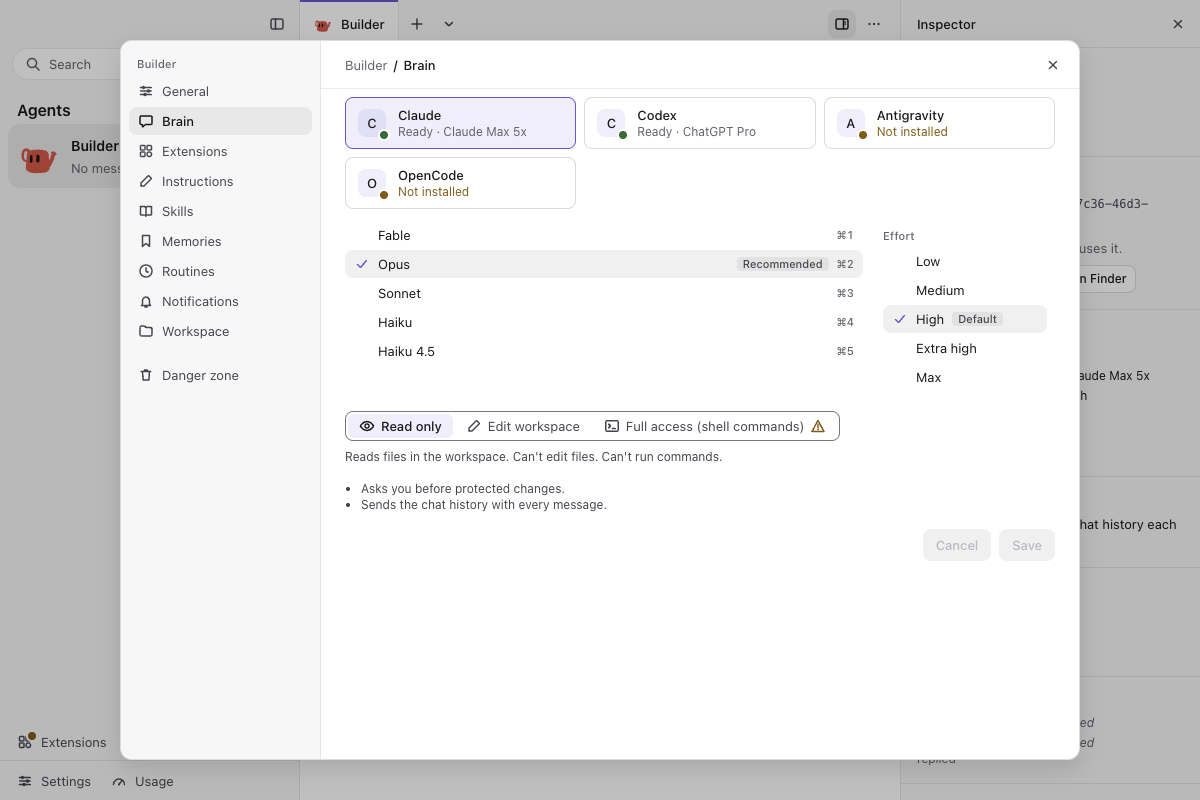 Builder
Inspector
Search
Agents
Builder
No mess
Builder
General
Brain
Extensions
Instructions
Skills
Memories
Routines
Notifications
Workspace
Danger zone
Builder / Brain
C
Claude
Ready · Claude Max 5x
C
Codex
Ready · ChatGPT Pro
A
Antigravity
Not installed
O
OpenCode
Not installed
Fable ⌘1
Opus Recommended ⌘2
Sonnet ⌘3
Haiku ⌘4
Haiku 4.5 ⌘5
Effort
Low
Medium
High Default
Extra high
Max
Read only
Edit workspace
Full access (shell commands)
Reads files in the workspace. Can't edit files. Can't run commands.
• Asks you before protected changes.
• Sends the chat history with every message.
Cancel
Save
7c36-46d3-
uses it.
n Finder
aude Max 5x
h
hat history each
ed
ed
replied
Extensions
Settings
Usage